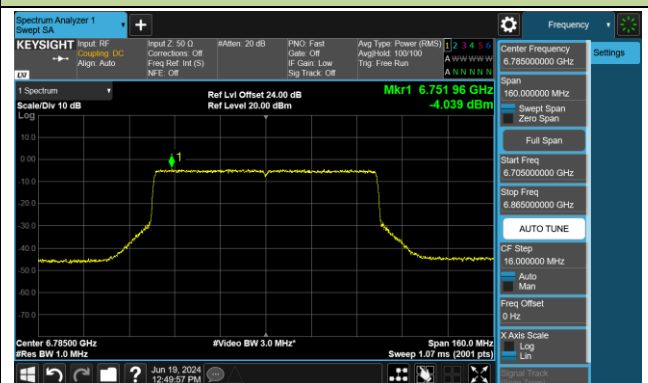 Spectrum Analyzer 1
Swept SA
Frequency
KEYSIGHT
Input: RF
Coupling: DC
Align: Auto
Input Z: 50 Ω
Corrections: Off
Freq Ref: Int (S)
NFE: Off
#Atten: 20 dB
PNO: Fast
Gate: Off
IF Gain: Low
Sig Track: Off
Avg Type: Power (RMS)
Avg|Hold: 100/100
Trig: Free Run
1 2 3 4 5 6
A W W W W W
A N N N N N
Center Frequency
6.785000000 GHz
Settings
LXI
1 Spectrum
Scale/Div 10 dB
Log
Ref Lvl Offset 24.00 dB
Ref Level 20.00 dBm
Mkr1 6.751 96 GHz
-4.039 dBm
Span
160.000000 MHz
Swept Span
Zero Span
Full Span
Start Freq
6.705000000 GHz
Stop Freq
6.865000000 GHz
AUTO TUNE
CF Step
16.000000 MHz
Auto
Man
Freq Offset
0 Hz
X Axis Scale
Log
Lin
Signal Track
10.0
0.00
-10.0
-20.0
-30.0
-40.0
-50.0
-60.0
-70.0
1
Center 6.78500 GHz
#Res BW 1.0 MHz
#Video BW 3.0 MHz*
Span 160.0 MHz
Sweep 1.07 ms (2001 pts)
Jun 19, 2024
12:49:57 PM